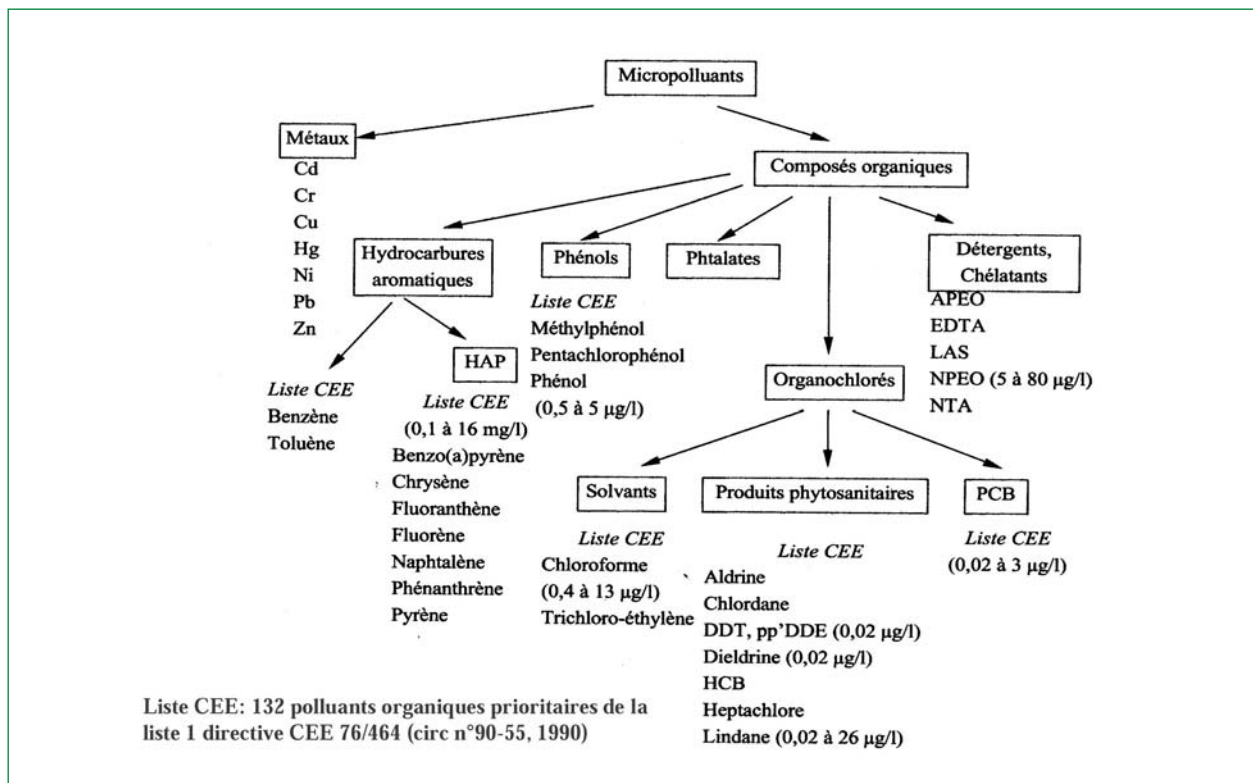 Micropolluants
Métaux
Cd
Cr
Cu
Hg
Ni
Pb
Zn
Composés organiques
Hydrocarbures
aromatiques
Liste CEE
Benzène
Toluène
HAP
Liste CEE
(0,1 à 16 mg/l)
Benzo(a)pyrène
Chrysène
Fluoranthène
Fluorène
Naphtalène
Phénanthrène
Pyrène
Phénols
Liste CEE
Méthylphénol
Pentachlorophénol
Phénol
(0,5 à 5 µg/l)
Phtalates
Organochlorés
Solvants
Liste CEE
Chloroforme
(0,4 à 13 µg/l)
Trichloro-éthylène
Produits phytosanitaires
Liste CEE
Aldrine
Chlordane
DDT, pp'DDE (0,02 µg/l)
Dieldrine (0,02 µg/l)
HCB
Heptachlore
Lindane (0,02 à 26 µg/l)
PCB
Liste CEE
(0,02 à 3 µg/l)
Détergents,
Chélatants
APEO
EDTA
LAS
NPEO (5 à 80 µg/l)
NTA
Liste CEE: 132 polluants organiques prioritaires de la
liste 1 directive CEE 76/464 (circ n°90-55, 1990)